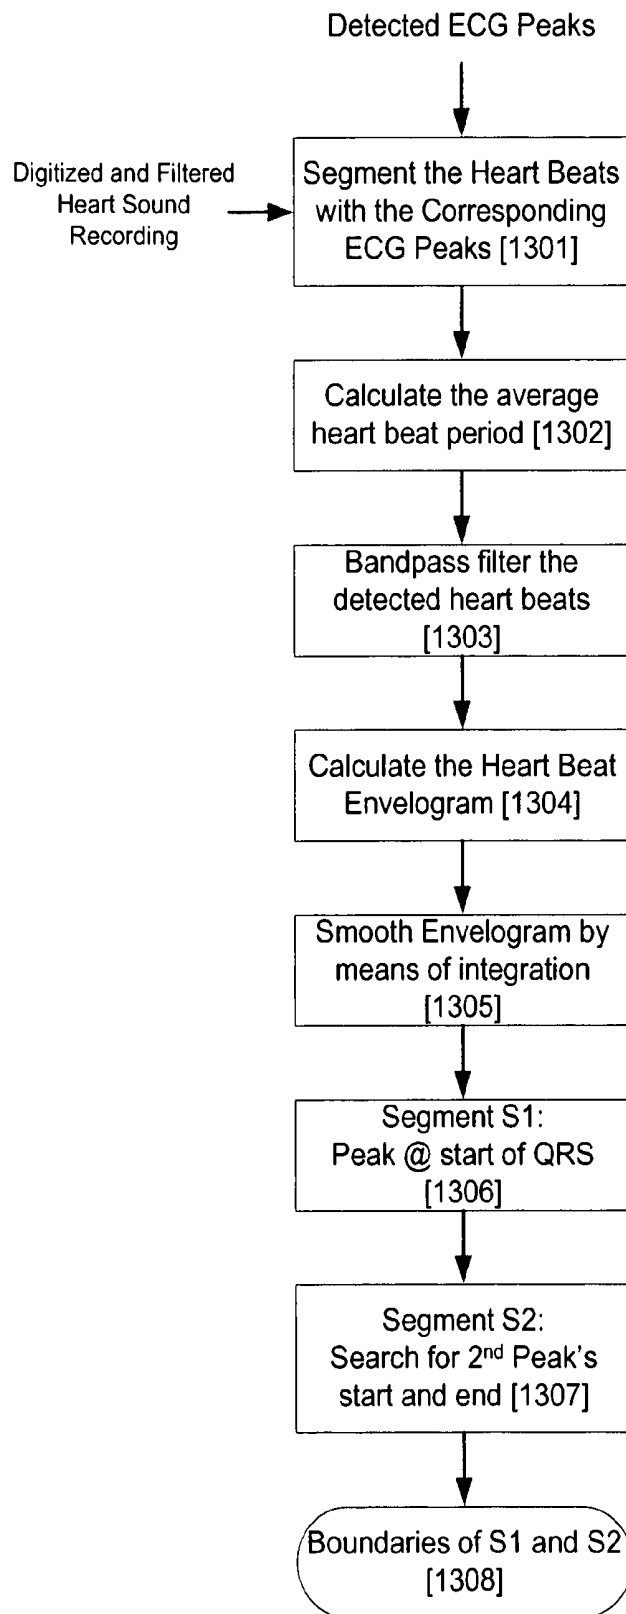 Detected ECG Peaks
Digitized and Filtered
Heart Sound
Recording
Segment the Heart Beats
with the Corresponding
ECG Peaks [1301]
Calculate the average
heart beat period [1302]
Bandpass filter the
detected heart beats
[1303]
Calculate the Heart Beat
Envelogram [1304]
Smooth Envelogram by
means of integration
[1305]
Segment S1:
Peak @ start of QRS
[1306]
Segment S2:
Search for 2nd Peak's
start and end [1307]
Boundaries of S1 and S2
[1308]